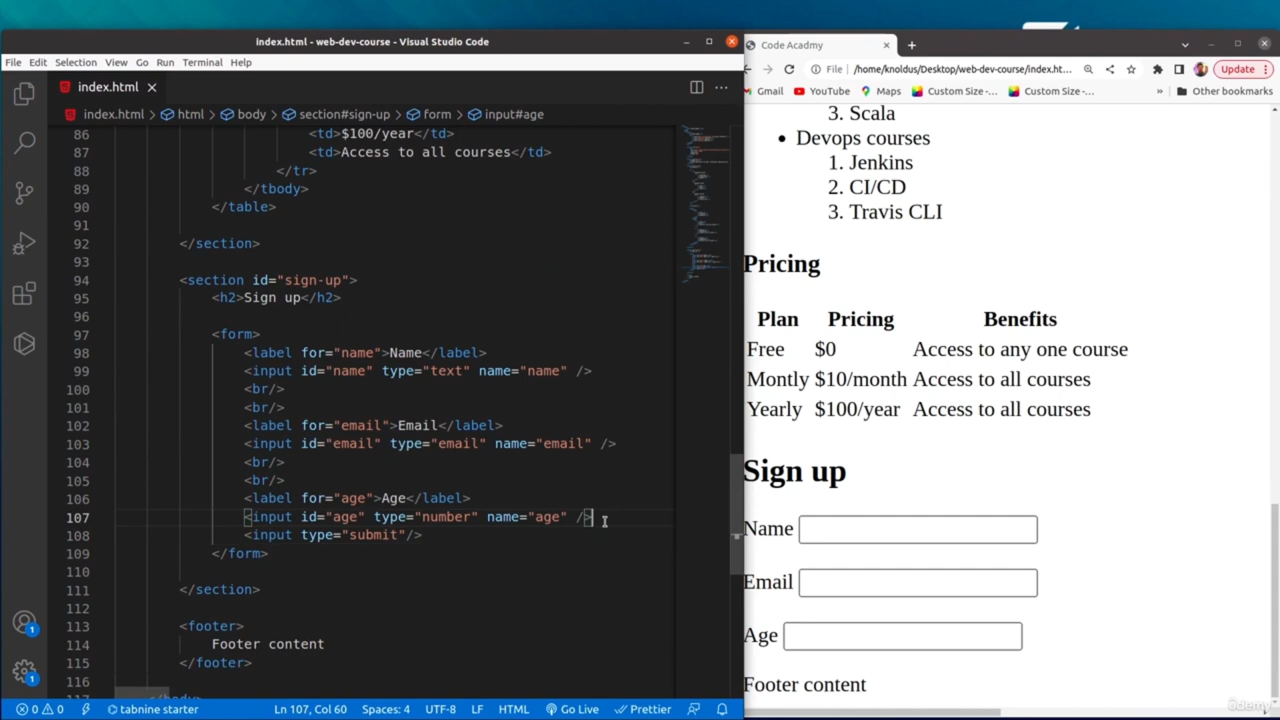 index.html - web-dev-course - Visual Studio Code
File Edit Selection View Go Run Terminal Help
index.html
index.html > html > body > section#sign-up > form > input#age
86 <td>$100/year</td>
87 <td>Access to all courses</td>
88 </tr>
89 </tbody>
90 </table>
91
92 </section>
93
94 <section id="sign-up">
95 <h2>Sign up</h2>
96
97 <form>
98 <label for="name">Name</label>
99 <input id="name" type="text" name="name" />
100 <br/>
101 <br/>
102 <label for="email">Email</label>
103 <input id="email" type="email" name="email" />
104 <br/>
105 <br/>
106 <label for="age">Age</label>
107 <input id="age" type="number" name="age" />
108 <input type="submit"/>
109 </form>
110
111 </section>
112
113 <footer>
114 Footer content
115 </footer>
116
117 </body>
1
1
0 0 tabnine starter Ln 107, Col 60 Spaces: 4 UTF-8 LF HTML Go Live Prettier
Code Acadmy
File /home/knoldus/Desktop/web-dev-course/index.ht... Update
Gmail YouTube Maps Custom Size -... Custom Size -... » Other bookmarks
3. Scala
Devops courses
1. Jenkins
2. CI/CD
3. Travis CLI
Pricing
Plan Pricing Benefits
Free $0 Access to any one course
Montly $10/month Access to all courses
Yearly $100/year Access to all courses
Sign up
Name
Email
Age
Footer content
ûdemy